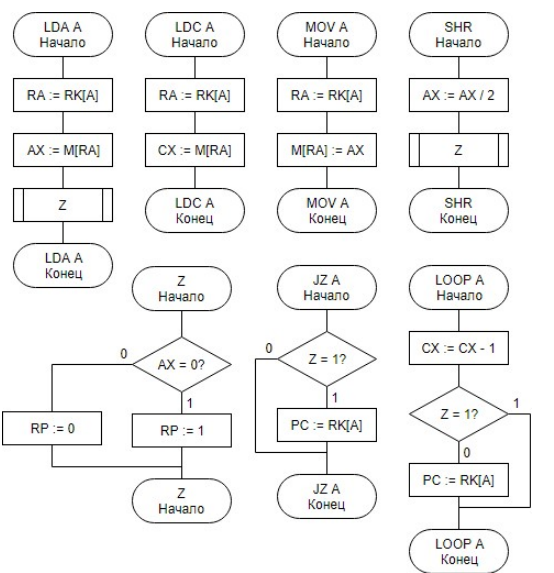 LDA A
Начало
RA := RK[A]
AX := M[RA]
Z
LDA A
Конец
LDC A
Начало
RA := RK[A]
CX := M[RA]
LDC A
Конец
MOV A
Начало
RA := RK[A]
M[RA] := AX
MOV A
Конец
SHR
Начало
AX := AX / 2
Z
SHR
Конец
Z
Начало
0
AX = 0?
1
RP := 0
RP := 1
Z
Начало
JZ A
Начало
0
Z = 1?
1
PC := RK[A]
JZ A
Конец
LOOP A
Начало
CX := CX - 1
1
Z = 1?
0
PC := RK[A]
LOOP A
Конец